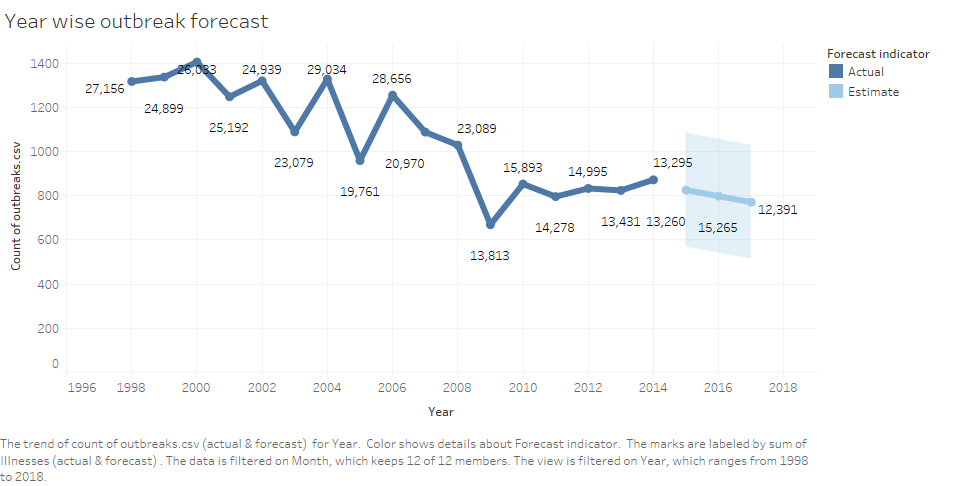 Year wise outbreak forecast
Forecast indicator
Actual
Estimate
Count of outbreaks.csv
1400
1200
1000
800
600
400
200
0
27,156
24,899
26,033
25,192
24,939
23,079
29,034
19,761
28,656
20,970
23,089
13,813
15,893
14,278
14,995
13,431
13,295
13,260
15,265
12,391
1996 1998 2000 2002 2004 2006 2008 2010 2012 2014 2016 2018
Year
The trend of count of outbreaks.csv (actual & forecast) for Year. Color shows details about Forecast indicator. The marks are labeled by sum of
Illnesses (actual & forecast) . The data is filtered on Month, which keeps 12 of 12 members. The view is filtered on Year, which ranges from 1998
to 2018.